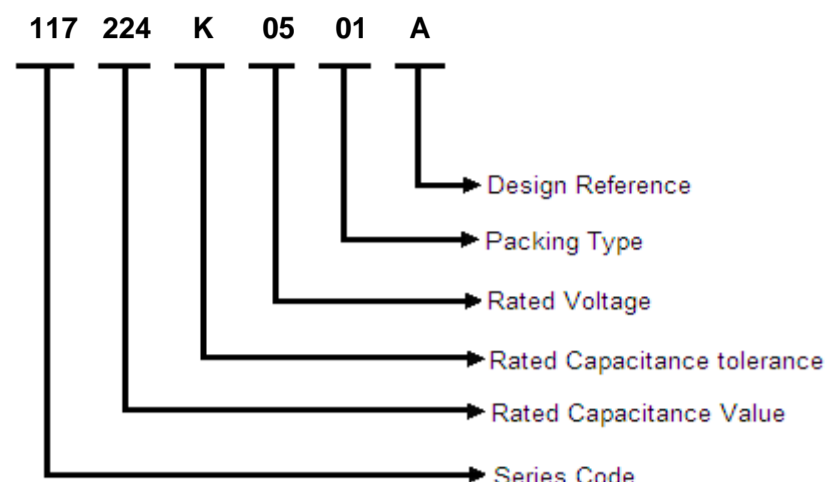 117 224 K 05 01 A
Design Reference
Packing Type
Rated Voltage
Rated Capacitance tolerance
Rated Capacitance Value
Series Code